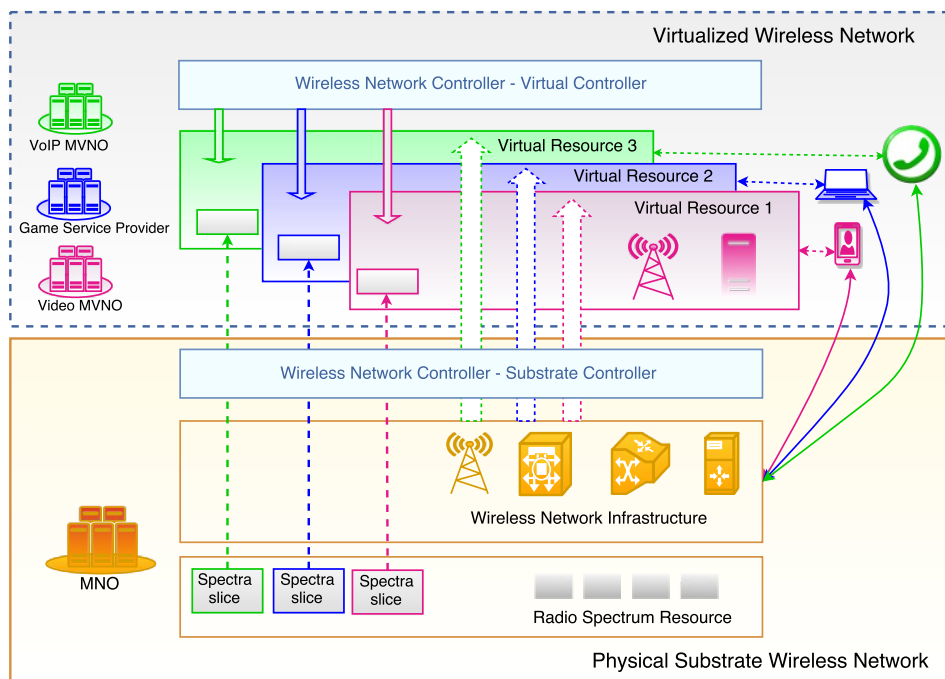 Virtualized Wireless Network
Wireless Network Controller - Virtual Controller
VoIP MVNO
Virtual Resource 3
Virtual Resource 2
Game Service Provider
Virtual Resource 1
Video MVNO
Wireless Network Controller - Substrate Controller
Wireless Network Infrastructure
MNO
Spectra
slice
Spectra
slice
Spectra
slice
Radio Spectrum Resource
Physical Substrate Wireless Network